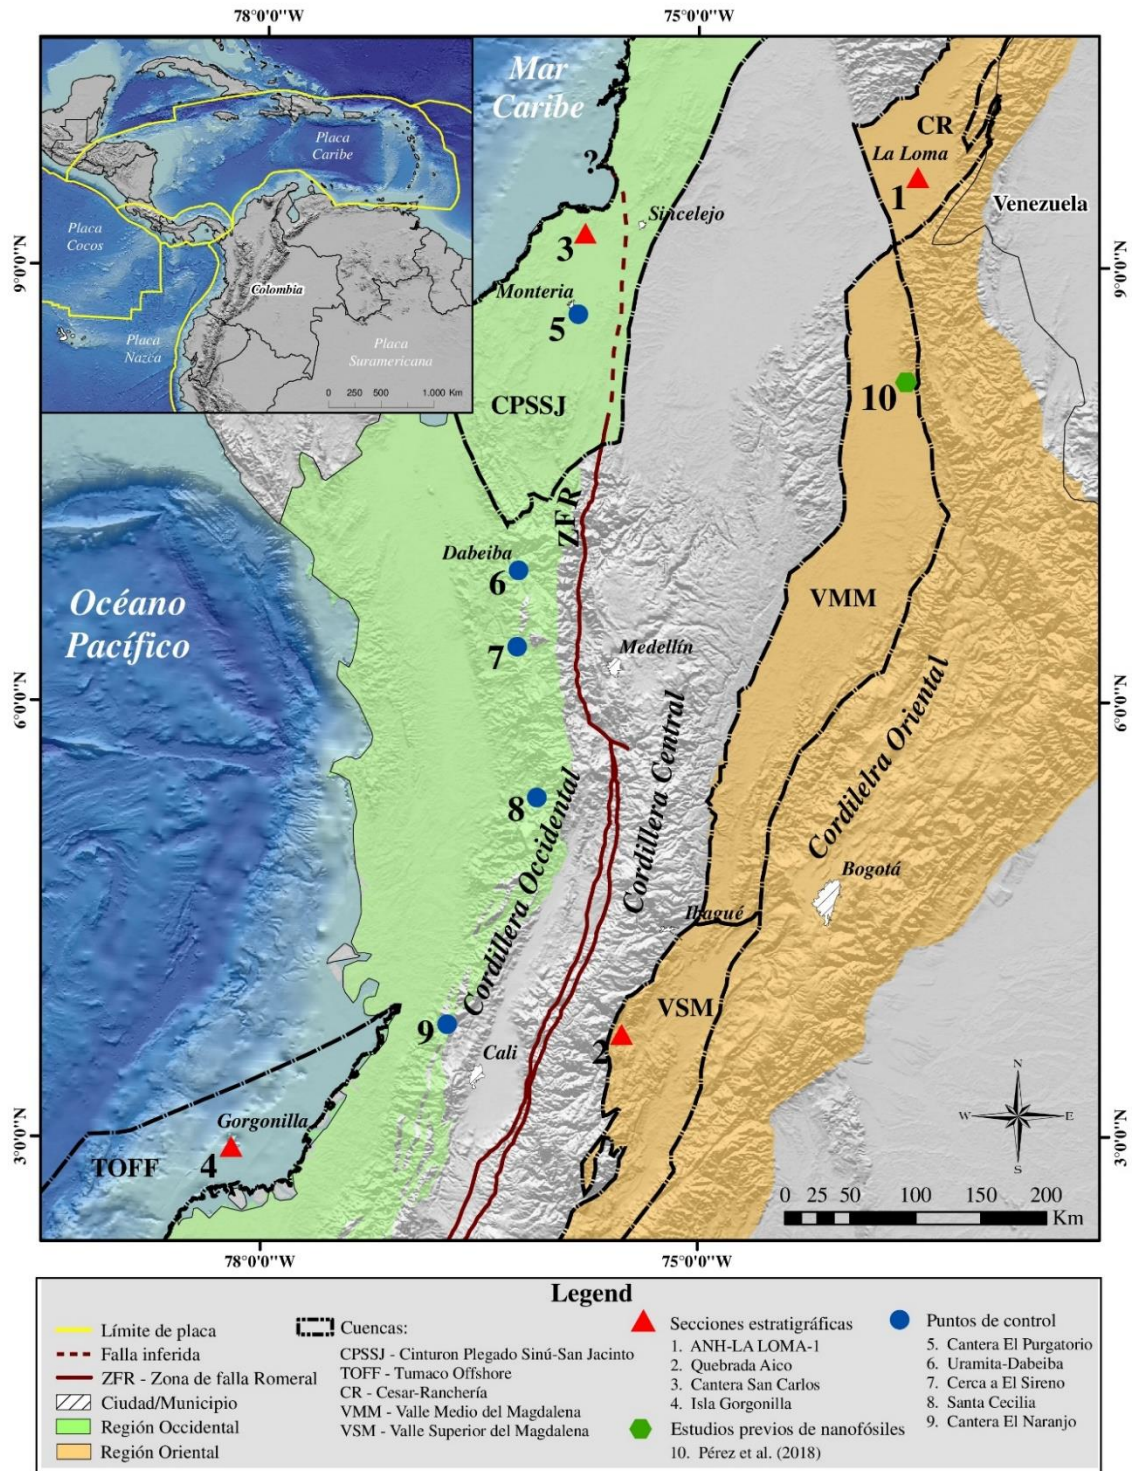 78°0'0"W
75°0'0"W
Mar
Caribe
Placa
Caribe
Placa
Cocos
Colombia
Placa
Nazca
Placa
Suramericana
0 250 500 1.000 Km
?
CR
La Loma
1
Venezuela
Sincelejo
3
9°0'0"N
9°0'0"N
Monteria
5
10
CPSSJ
ZFR
Dabeiba
6
VMM
Océano
Pacífico
7
Medellín
6°0'0"N
6°0'0"N
Cordillera Occidental
Cordillera Central
Cordilelra Oriental
8
Bogotá
Ibagué
VSM
9
2
Cali
N
W E
S
Gorgonilla
4
TOFF
3°0'0"N
3°0'0"N
0 25 50 100 150 200
Km
78°0'0"W
75°0'0"W
Legend
Límite de placa
Falla inferida
ZFR - Zona de falla Romeral
Ciudad/Municipio
Región Occidental
Región Oriental
Cuencas:
CPSSJ - Cinturon Plegado Sinú-San Jacinto
TOFF - Tumaco Offshore
CR - Cesar-Ranchería
VMM - Valle Medio del Magdalena
VSM - Valle Superior del Magdalena
Secciones estratigráficas
1. ANH-LA LOMA-1
2. Quebrada Aico
3. Cantera San Carlos
4. Isla Gorgonilla
Estudios previos de nanofósiles
10. Pérez et al. (2018)
Puntos de control
5. Cantera El Purgatorio
6. Uramita-Dabeiba
7. Cerca a El Sireno
8. Santa Cecilia
9. Cantera El Naranjo